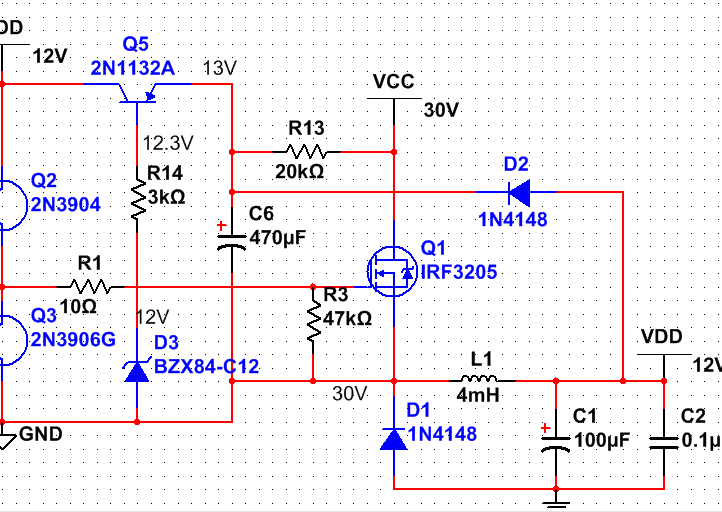 DD
12V
Q5
2N1132A
13V
VCC
30V
12.3V
R13
20kΩ
R14
3kΩ
D2
1N4148
Q2
2N3904
C6
+
470µF
Q1
IRF3205
R1
10Ω
R3
47kΩ
Q3
2N3906G
12V
D3
BZX84-C12
VDD
12V
L1
4mH
30V
D1
1N4148
+
C1
100µF
C2
0.1µ
GND